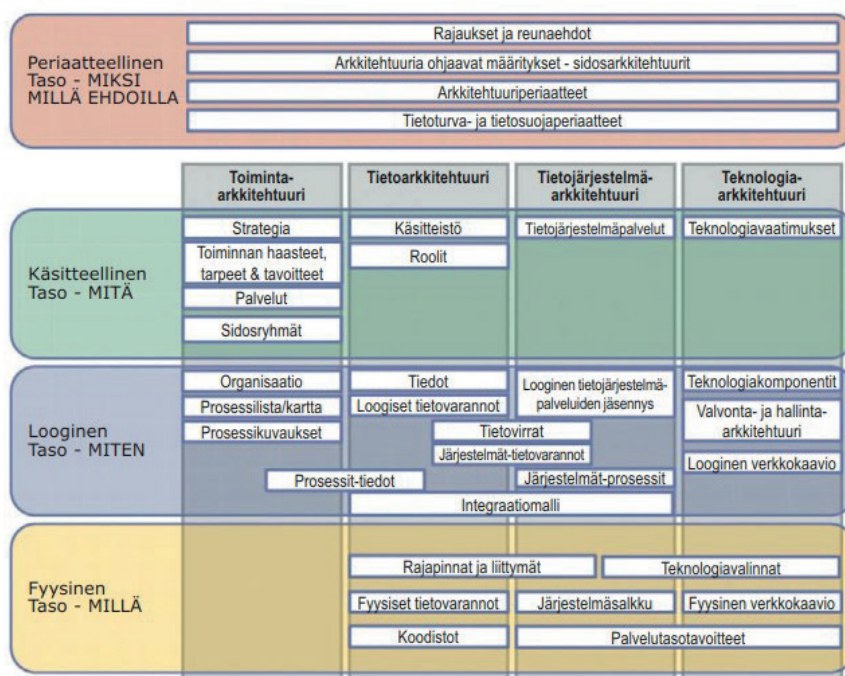 Periaatteellinen
Taso - MIKSI
MILLÄ EHDOILLA
Rajaukset ja reunaehdot
Arkkitehtuuria ohjaavat määritykset - sidosarkkitehtuurit
Arkkitehtuuriperiaatteet
Tietoturva- ja tietosuojaperiaatteet
Toiminta-
arkkitehtuuri
Tietoarkkitehtuuri
Tietojärjestelmä-
arkkitehtuuri
Teknologia-
arkkitehtuuri
Käsitteellinen
Taso - MITÄ
Strategia
Toiminnan haasteet,
tarpeet & tavoitteet
Palvelut
Sidosryhmät
Käsitteistö
Roolit
Tietojärjestelmäpalvelut
Teknologiavaatimukset
Looginen
Taso - MITEN
Organisaatio
Prosessilista/kartta
Prosessikuvaukset
Tiedot
Loogiset tietovarannot
Looginen tietojärjestelmä-
palveluiden jäsennys
Tietovirrat
Järjestelmät-tietovarannot
Prosessit-tiedot
Järjestelmät-prosessit
Integraatiomalli
Teknologiakomponentit
Valvonta- ja hallinta-
arkkitehtuuri
Looginen verkkokaavio
Fyysinen
Taso - MILLÄ
Rajapinnat ja liittymät
Teknologiavalinnat
Fyysiset tietovarannot
Järjestelmäsalkku
Fyysinen verkkokaavio
Koodistot
Palvelutasotavoitteet